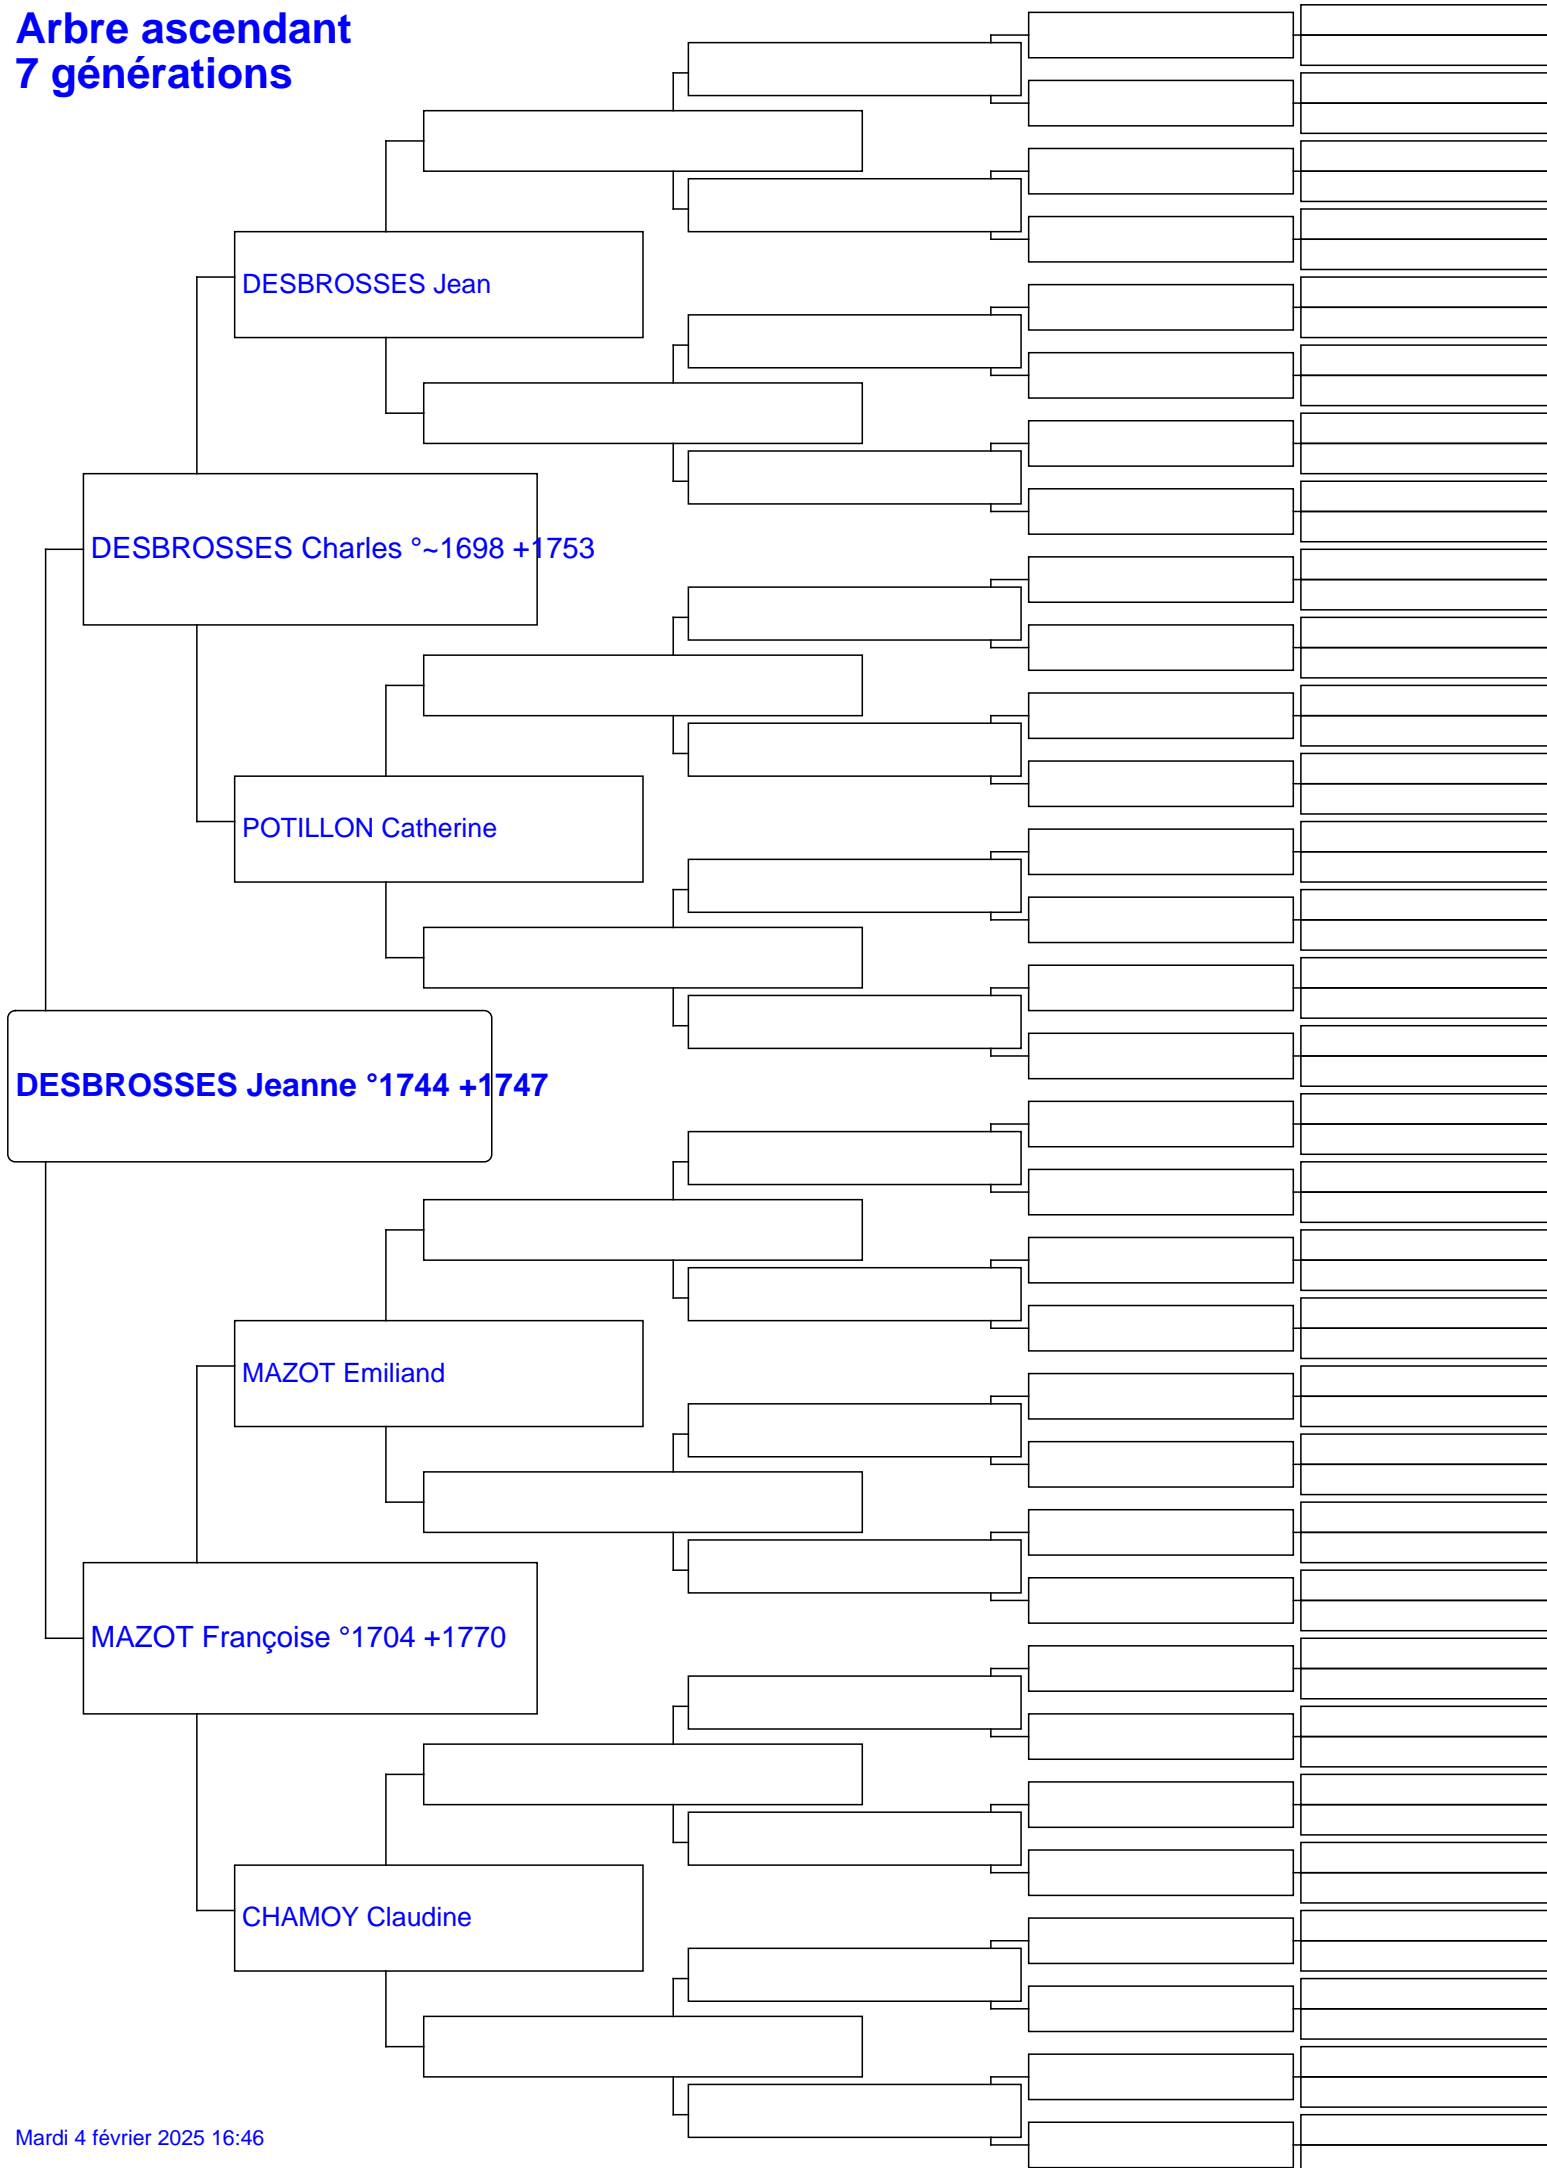 Arbre ascendant
7 générations
DESBROSSES Jean
DESBROSSES Charles °~1698 +1753
POTILLON Catherine
DESBROSSES Jeanne °1744 +1747
MAZOT Emiliand
MAZOT Françoise °1704 +1770
CHAMOY Claudine
Mardi 4 février 2025 16:46